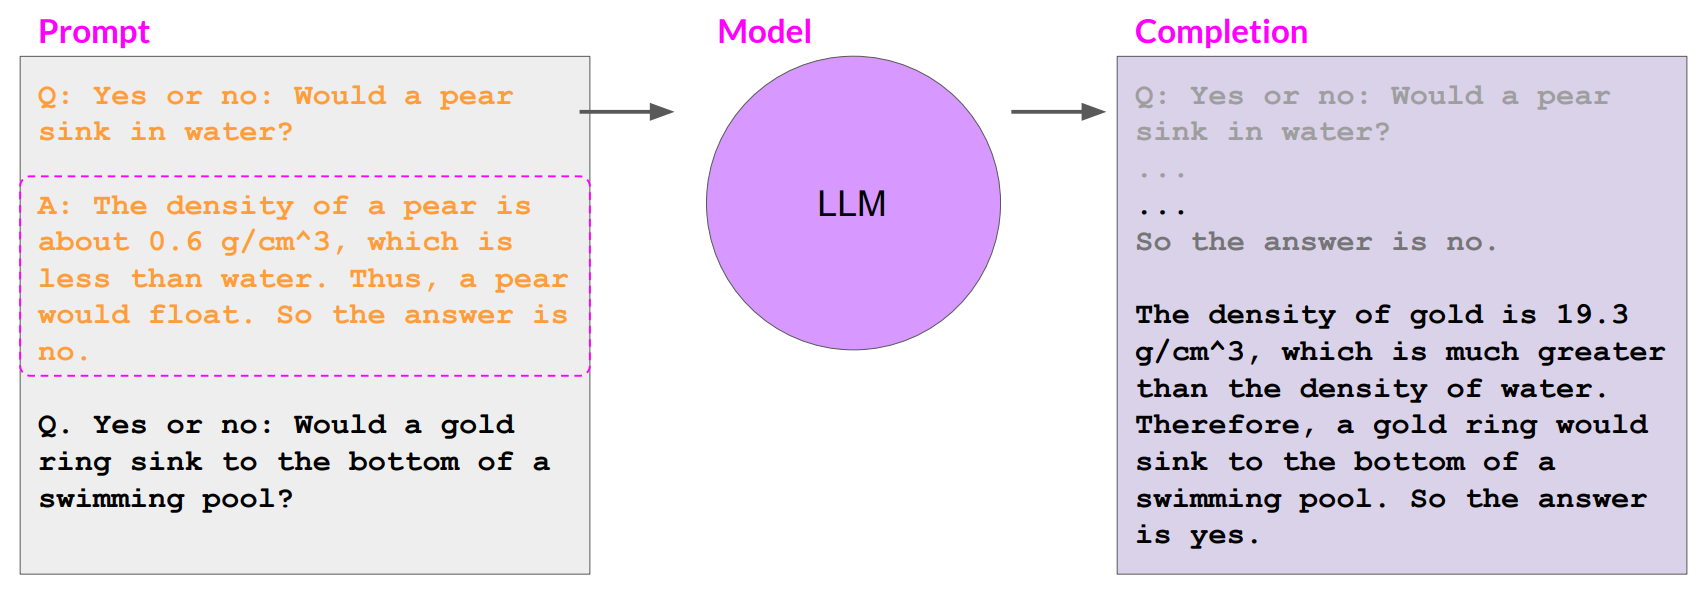 Prompt
Q: Yes or no: Would a pear
sink in water?
A: The density of a pear is
about 0.6 g/cm^3, which is
less than water. Thus, a pear
would float. So the answer is
no.
Q. Yes or no: Would a gold
ring sink to the bottom of a
swimming pool?
Model
LLM
Completion
Q: Yes or no: Would a pear
sink in water?
...
...
So the answer is no.
The density of gold is 19.3
g/cm^3, which is much greater
than the density of water.
Therefore, a gold ring would
sink to the bottom of a
swimming pool. So the answer
is yes.